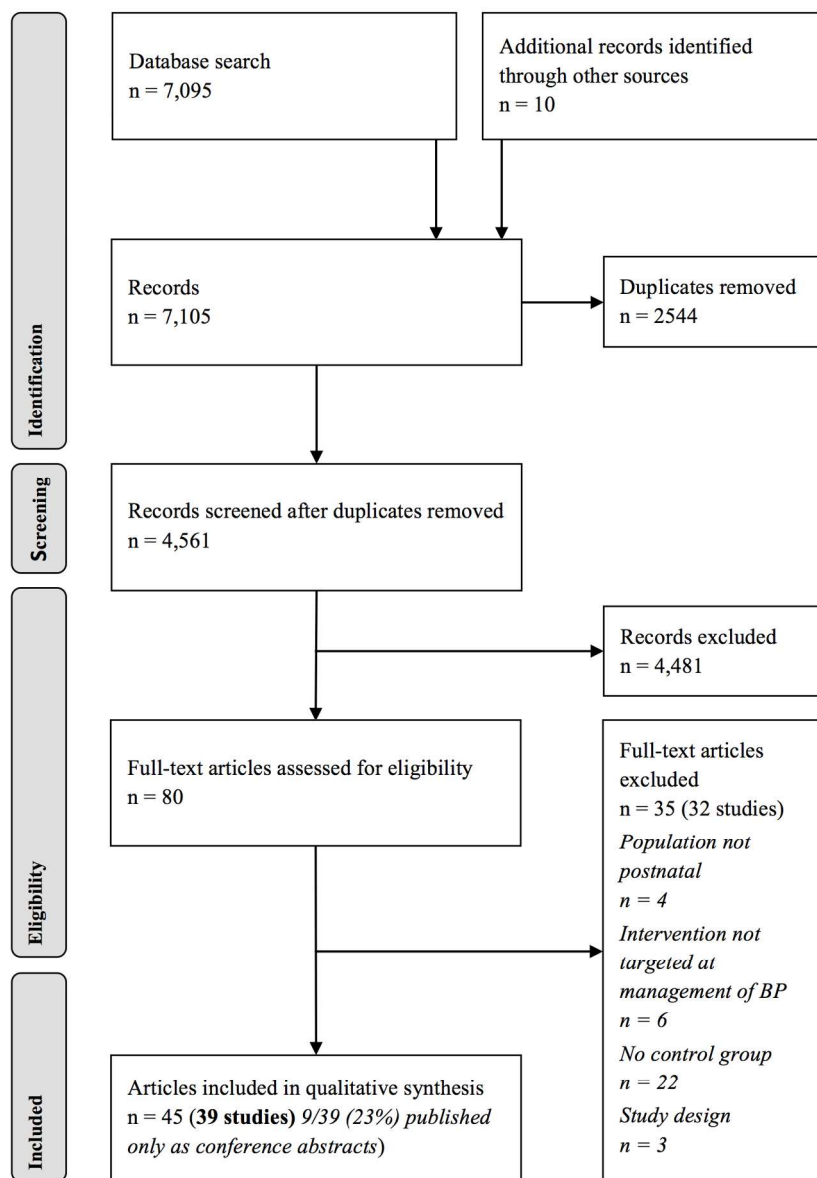 Identification
Database search
n = 7,095
Additional records identified
through other sources
n = 10
Records
n = 7,105
Duplicates removed
n = 2544
Screening
Records screened after duplicates removed
n = 4,561
Records excluded
n = 4,481
Eligibility
Full-text articles assessed for eligibility
n = 80
Full-text articles
excluded
n = 35 (32 studies)
Population not
postnatal
n = 4
Intervention not
targeted at
management of BP
n = 6
No control group
n = 22
Study design
n = 3
Included
Articles included in qualitative synthesis
n = 45 (39 studies) 9/39 (23%) published
only as conference abstracts)